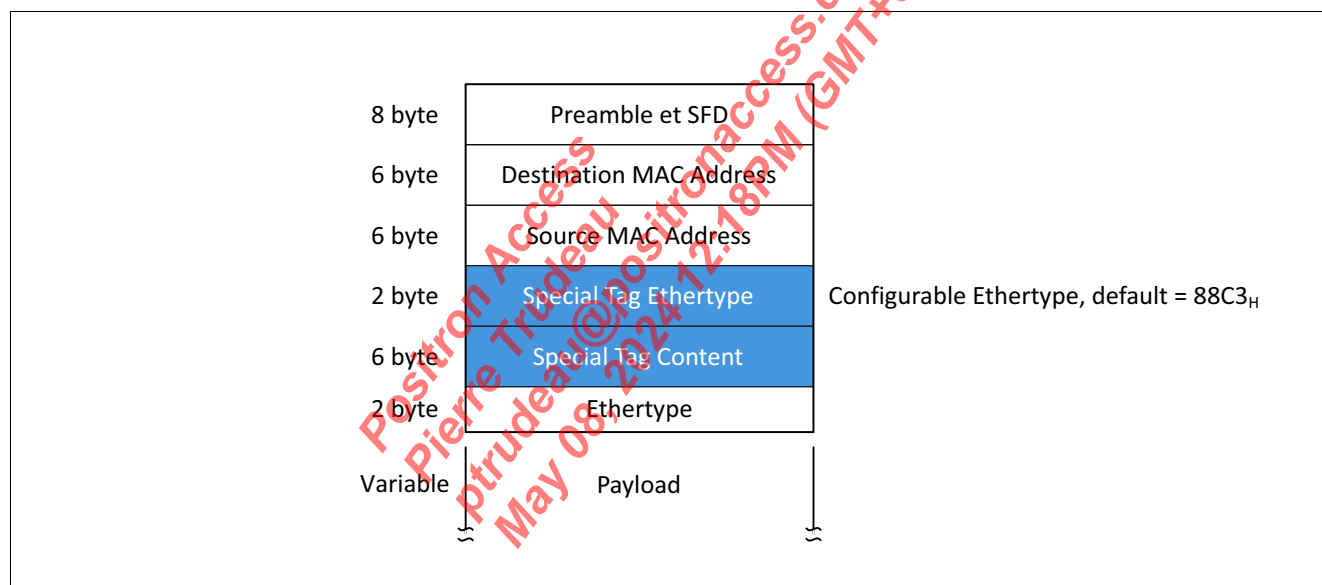 8 byte Preamble et SFD
6 byte Destination MAC Address
6 byte Source MAC Address
2 byte Special Tag Ethertype Configurable Ethertype, default = 88C3H
6 byte Special Tag Content
2 byte Ethertype
Variable Payload
Positron Access
Pierre Trudeau
ptrudeau@positronaccess.
May 08, 2024 12:18PM (GMT+